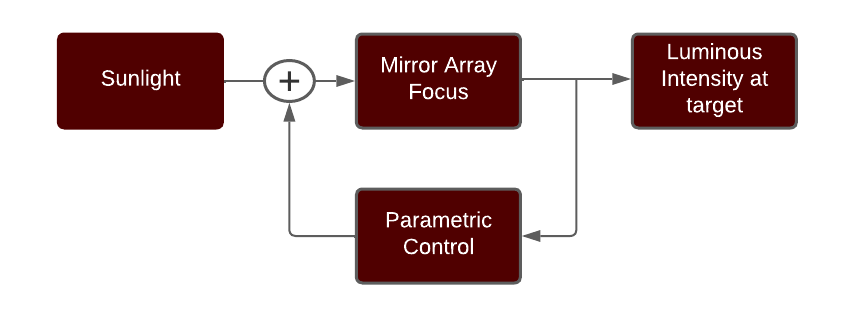 Sunlight
+
Mirror Array
Focus
Luminous
Intensity at
target
Parametric
Control